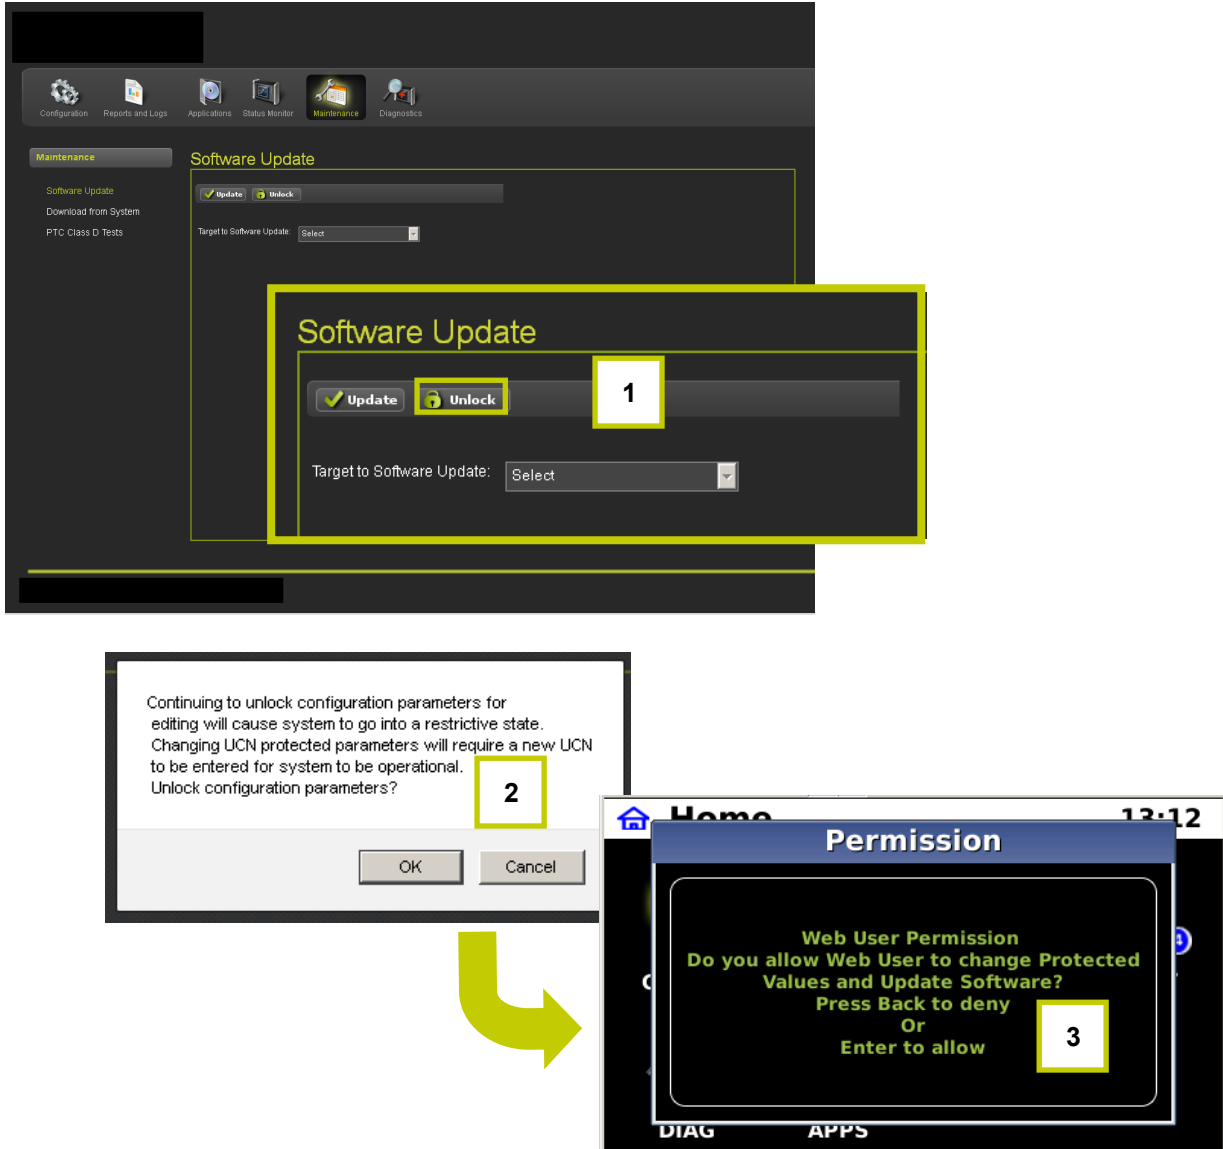 Configuration
Reports and Logs
Applications
Status Monitor
Maintenance
Diagnostics
Maintenance
Software Update
Download from System
PTC Class D Tests
Software Update
Update
Unlock
Target to Software Update:
Select
Software Update
1
Update
Unlock
Target to Software Update:
Select
Continuing to unlock configuration parameters for
editing will cause system to go into a restrictive state.
Changing UCN protected parameters will require a new UCN
to be entered for system to be operational.
Unlock configuration parameters?
2
OK
Cancel
Home
13:12
Permission
Web User Permission
Do you allow Web User to change Protected
Values and Update Software?
Press Back to deny
Or
Enter to allow
3
DIAG
APPS